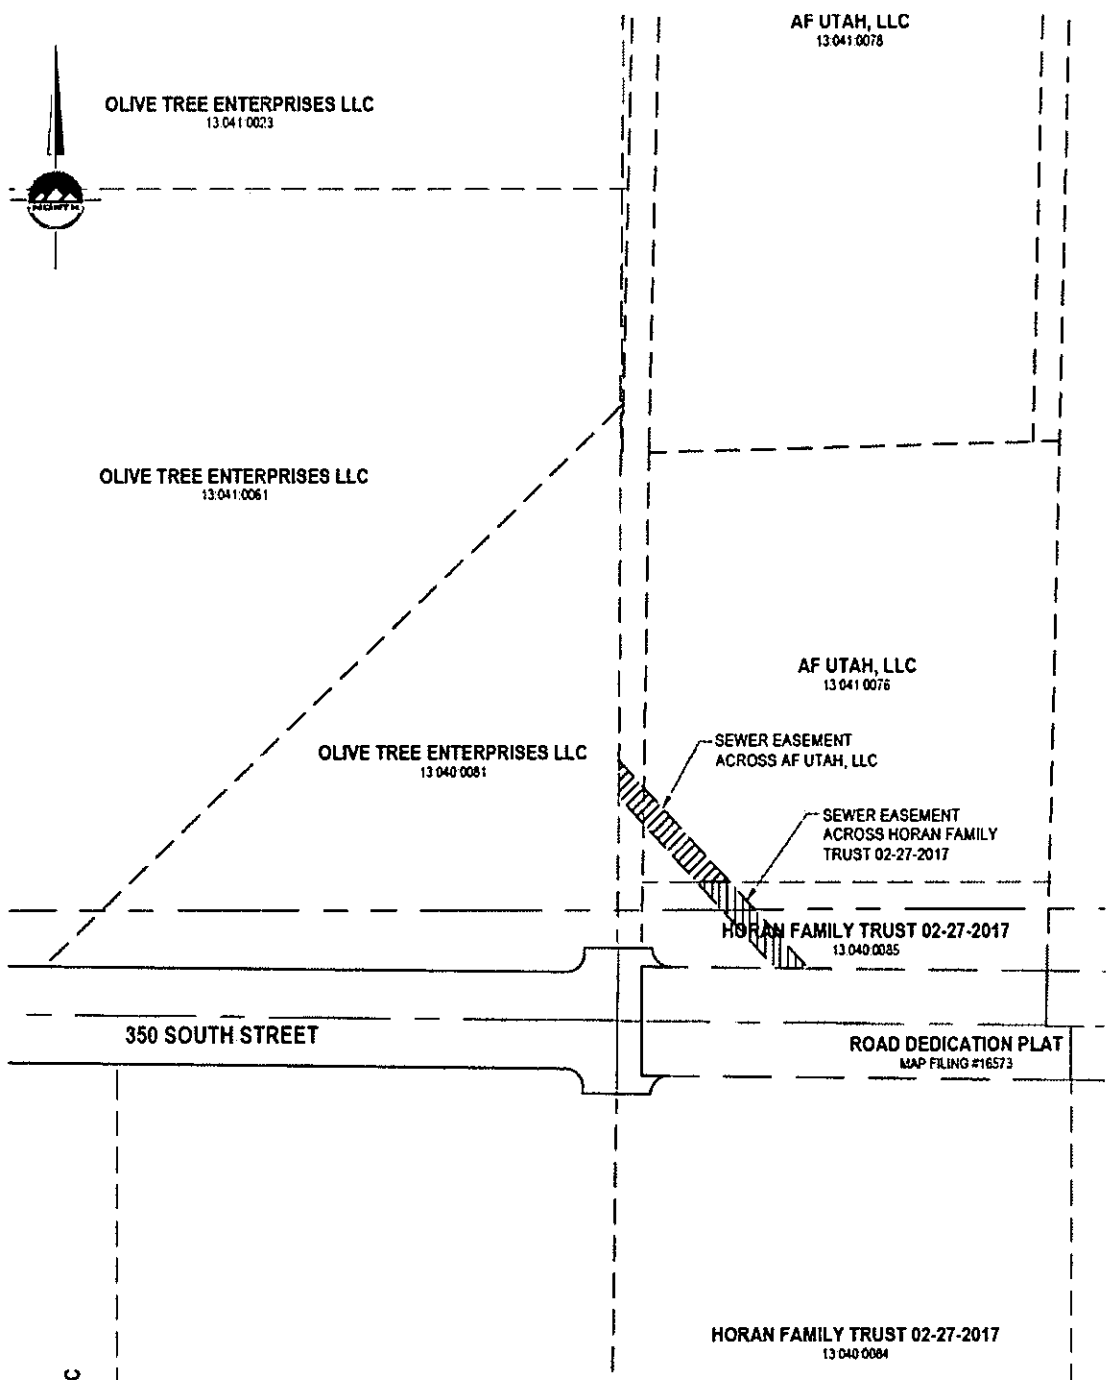 AF UTAH, LLC
13:041:0078
OLIVE TREE ENTERPRISES LLC
13:041:0023
OLIVE TREE ENTERPRISES LLC
13:041:0061
AF UTAH, LLC
13:041:0076
OLIVE TREE ENTERPRISES LLC
13:040:0081
SEWER EASEMENT
ACROSS AF UTAH, LLC
SEWER EASEMENT
ACROSS HORAN FAMILY
TRUST 02-27-2017
HORAN FAMILY TRUST 02-27-2017
13:040:0085
350 SOUTH STREET
ROAD DEDICATION PLAT
MAP FILING #16573
HORAN FAMILY TRUST 02-27-2017
13:040:0084
C